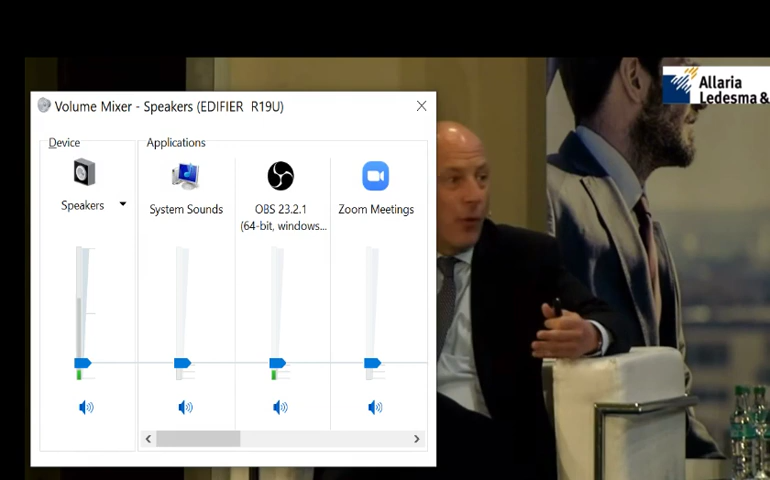 Volume Mixer - Speakers (EDIFIER R19U)
Device
Applications
Speakers
System Sounds
OBS 23.2.1
(64-bit, windows...
Zoom Meetings
Allaria
Ledesma &